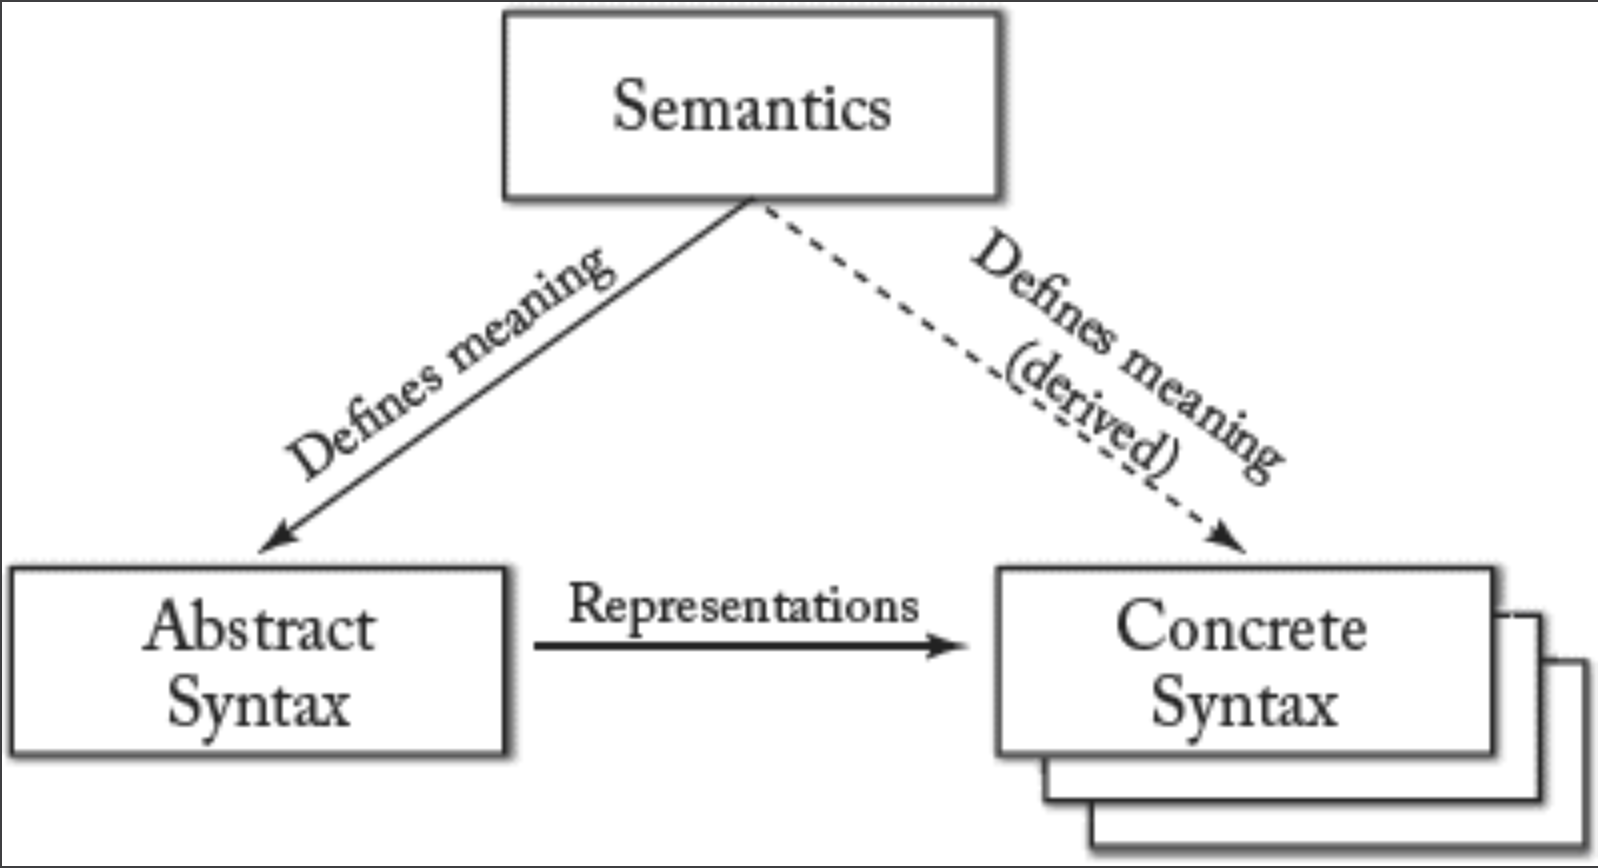 Semantics
Defines meaning
Defines meaning
(derived)
Representations
Abstract
Syntax
Concrete
Syntax